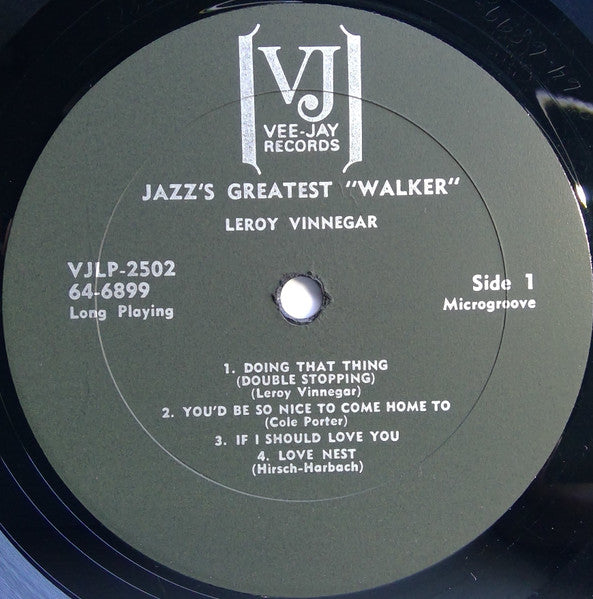 VJ
VEE-JAY
RECORDS
JAZZ'S GREATEST "WALKER"
LEROY VINNEGAR
VJLP-2502
64-6899
Long Playing
Side 1
Microgroove
1. DOING THAT THING
(DOUBLE STOPPING)
(Leroy Vinnegar)
2. YOU'D BE SO NICE TO COME HOME TO
(Cole Porter)
3. IF I SHOULD LOVE YOU
4. LOVE NEST
(Hirsch-Harbach)